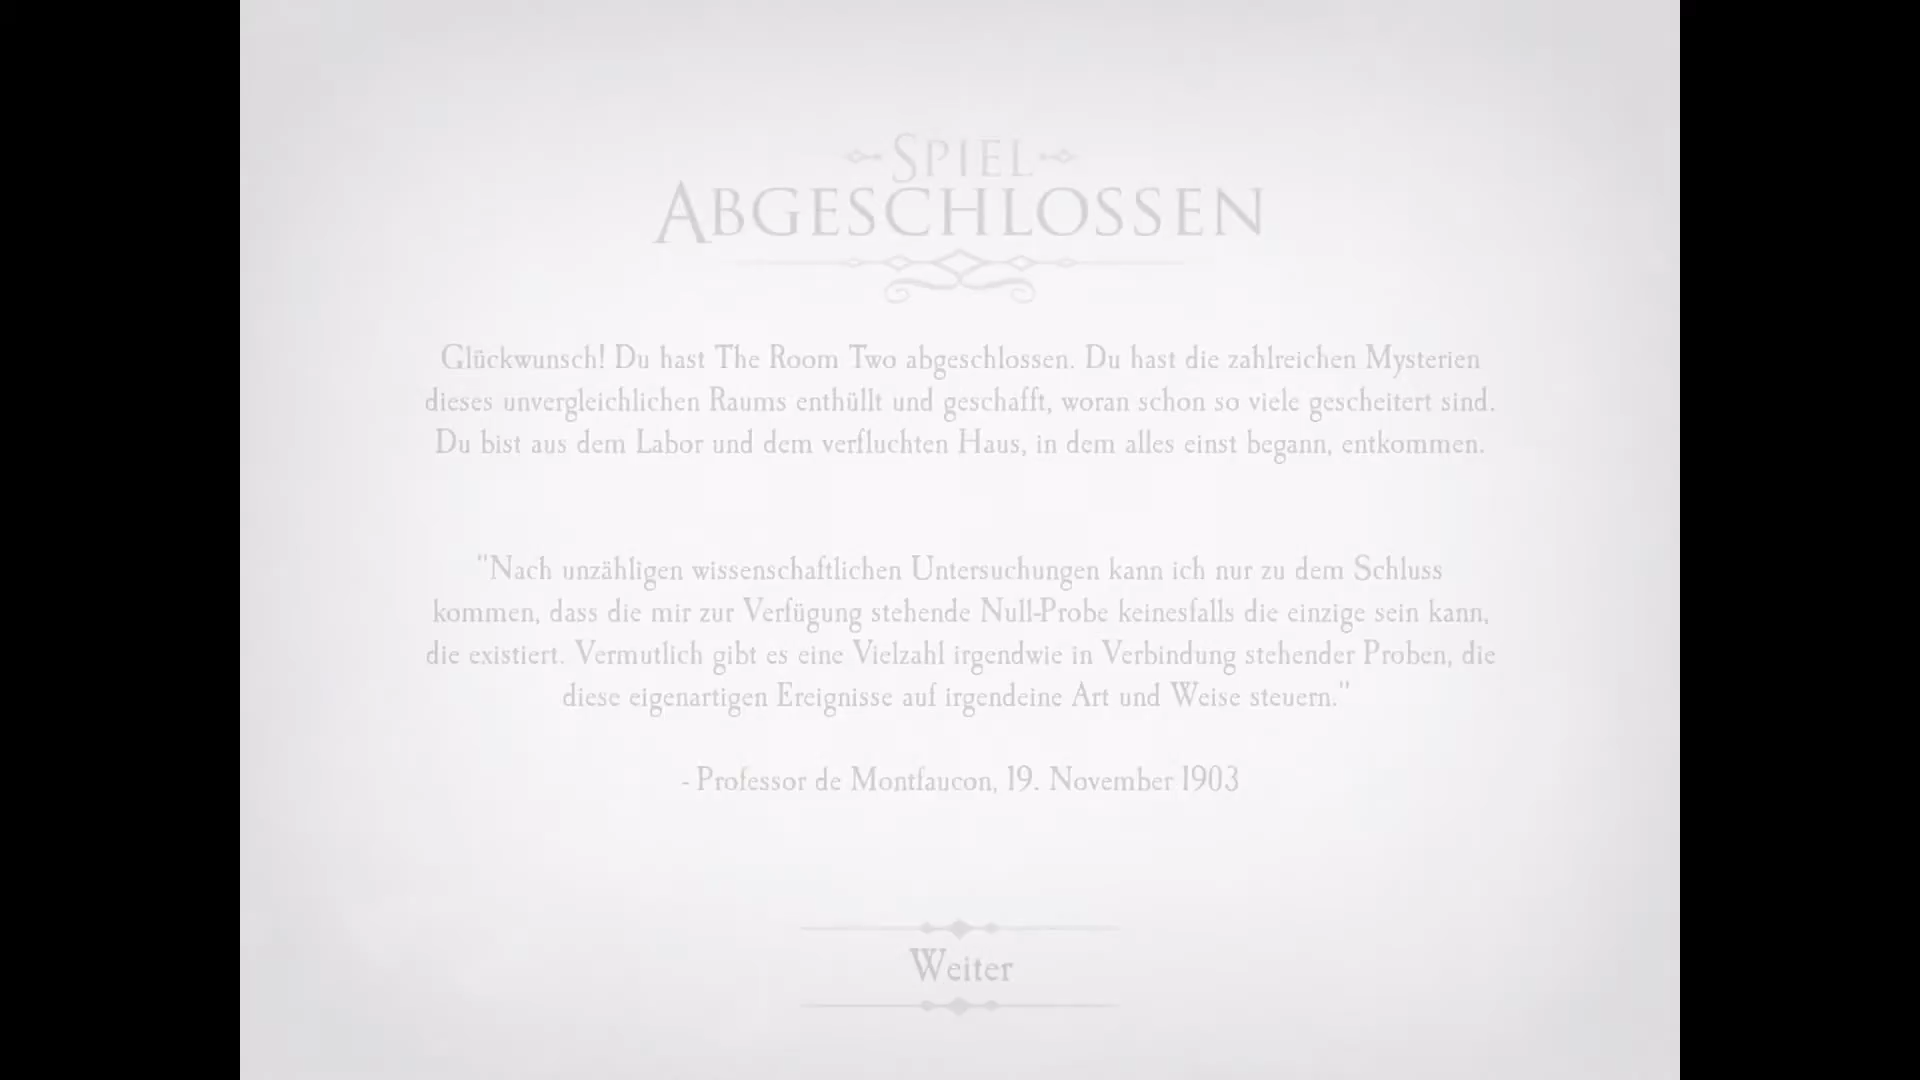 Spiel
Abgeschlossen
Glückwunsch! Du hast The Room Two abgeschlossen. Du hast die zahlreichen Mysterien
dieses unvergleichlichen Raums enthüllt und geschafft, woran schon so viele gescheitert sind.
Du bist aus dem Labor und dem verfluchten Haus, in dem alles einst begann, entkommen.
"Nach unzähligen wissenschaftlichen Untersuchungen kann ich nur zu dem Schluss
kommen, dass die mir zur Verfügung stehende Null-Probe keinesfalls die einzige sein kann,
die existiert. Vermutlich gibt es eine Vielzahl irgendwie in Verbindung stehender Proben, die
diese eigenartigen Ereignisse auf irgendeine Art und Weise steuern."
- Professor de Montfaucon, 19. November 1903
Weiter